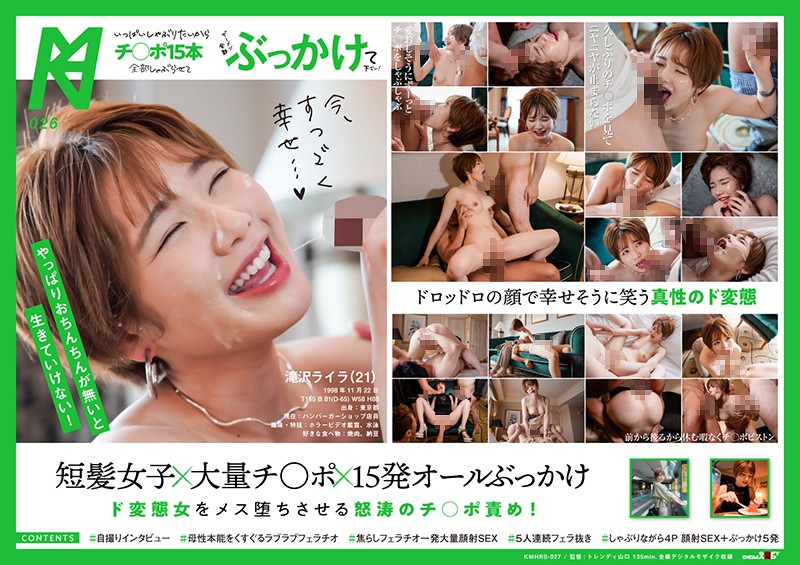 いっぱいしゃぶりたいから
チ◯ポ15本
全部しゃぶらせて
ぶっかけて
下さい!
026
今、
すっごく
幸せ…♥
やっぱりおちんちんが無いと
生きていけない!
滝沢ライラ(21)
1998年11月22日
T165 B 81(D-65) W58 H88
出身:東京都
現在:ハンバーガーショップ店員
趣味・特技:ホラービデオ鑑賞、水泳
好きな食べ物:焼肉、納豆
久しぶりのチ◯ポを見て
ニヤニヤが止まらない
ドロッドロの顔で幸せそうに笑う真性のド変態
前から後ろから休む暇なくチ◯ポピストン
短髪女子×大量チ◯ポ×15発オールぶっかけ
ド変態女をメス堕ちさせる怒涛のチ◯ポ責め!
CONTENTS
#自撮りインタビュー
#母性本能をくすぐるラブラブフェラチオ
#焦らしフェラチオ一発大量顔射SEX
#5人連続フェラ抜き
#しゃぶりながら4P 顔射SEX+ぶっかけ5発
KMHRS-027 / 監督:トレンディ山口 135min. 全編デジタルモザイク収録